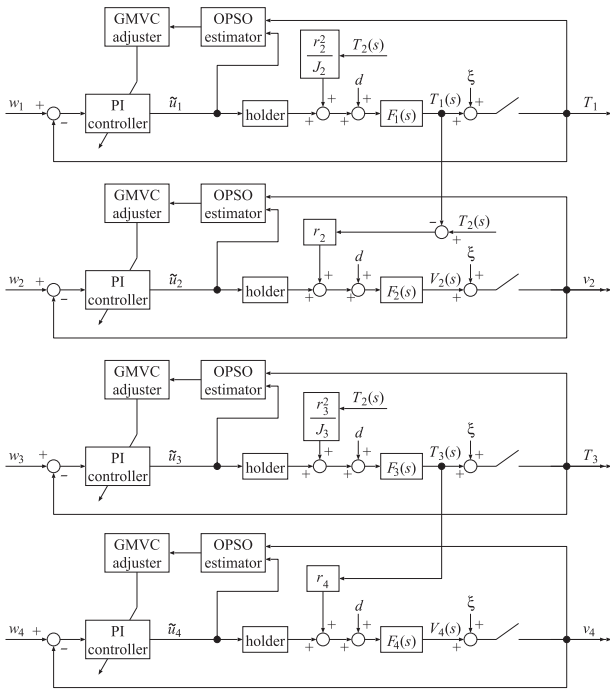 GMVC
adjuster
OPSO
estimator
r₂²
J₂
T₂(s)
w₁ +
−
PI
controller
ũ₁
holder
+
+
d
+
+
F₁(s)
T₁(s)
ξ
+
+
T₁
GMVC
adjuster
OPSO
estimator
r₂
−
T₂(s)
+
w₂ +
−
PI
controller
ũ₂
holder
+
+
d
+
+
F₂(s)
V₂(s)
ξ
+
+
v₂
GMVC
adjuster
OPSO
estimator
r₃²
J₃
T₂(s)
w₃ +
−
PI
controller
ũ₃
holder
+
+
d
+
+
F₃(s)
T₃(s)
ξ
+
+
T₃
GMVC
adjuster
OPSO
estimator
r₄
w₄ +
−
PI
controller
ũ₄
holder
+
+
d
+
+
F₄(s)
V₄(s)
ξ
+
+
v₄